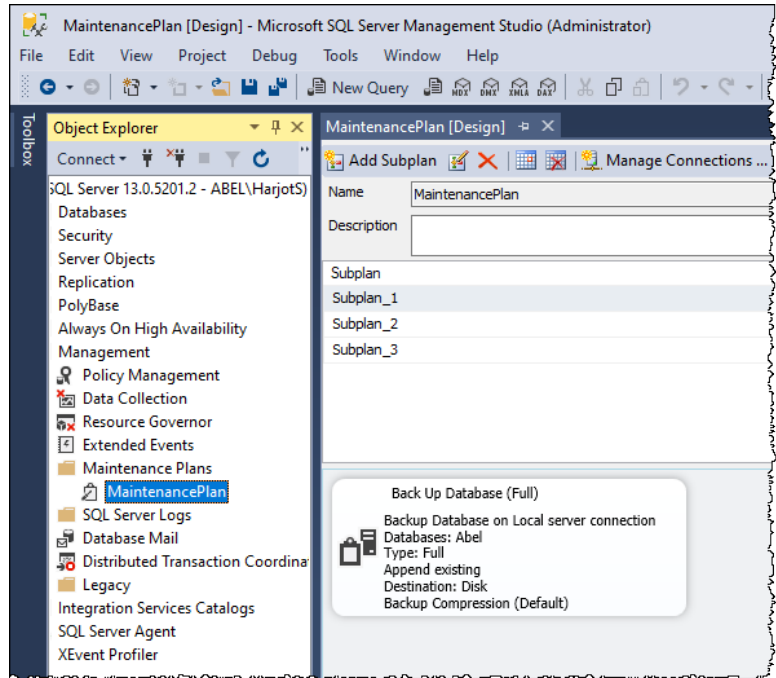 MaintenancePlan [Design] - Microsoft SQL Server Management Studio (Administrator)
File Edit View Project Debug Tools Window Help
New Query MDX DMX XMLA DAX
Toolbox
Object Explorer
Connect
SQL Server 13.0.5201.2 - ABEL\HarjotS)
Databases
Security
Server Objects
Replication
PolyBase
Always On High Availability
Management
Policy Management
Data Collection
Resource Governor
Extended Events
Maintenance Plans
MaintenancePlan
SQL Server Logs
Database Mail
Distributed Transaction Coordina
Legacy
Integration Services Catalogs
SQL Server Agent
XEvent Profiler
MaintenancePlan [Design]
Add Subplan Manage Connections ...
Name MaintenancePlan
Description
Subplan
Subplan_1
Subplan_2
Subplan_3
Back Up Database (Full)
Backup Database on Local server connection
Databases: Abel
Type: Full
Append existing
Destination: Disk
Backup Compression (Default)